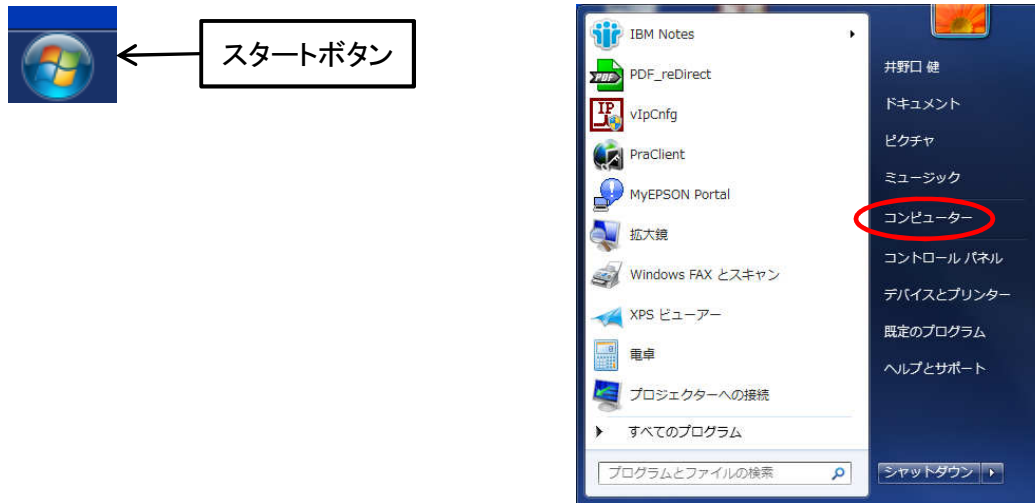 スタートボタン
IBM Notes
PDF_reDirect
vIpCnfg
PraClient
MyEPSON Portal
拡大鏡
Windows FAX とスキャン
XPS ビューアー
電卓
プロジェクターへの接続
すべてのプログラム
プログラムとファイルの検索
井野口 健
ドキュメント
ピクチャ
ミュージック
コンピューター
コントロール パネル
デバイスとプリンター
既定のプログラム
ヘルプとサポート
シャットダウン